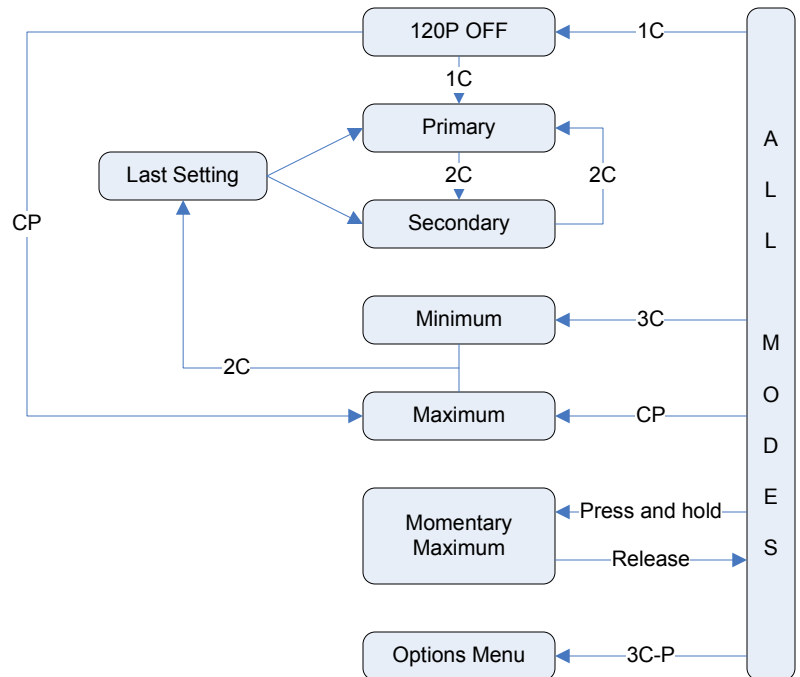 120P OFF
1C
1C
Primary
Last Setting
2C
2C
Secondary
CP
Minimum
3C
2C
Maximum
CP
Momentary
Maximum
Press and hold
Release
Options Menu
3C-P
A
L
L
M
O
D
E
S